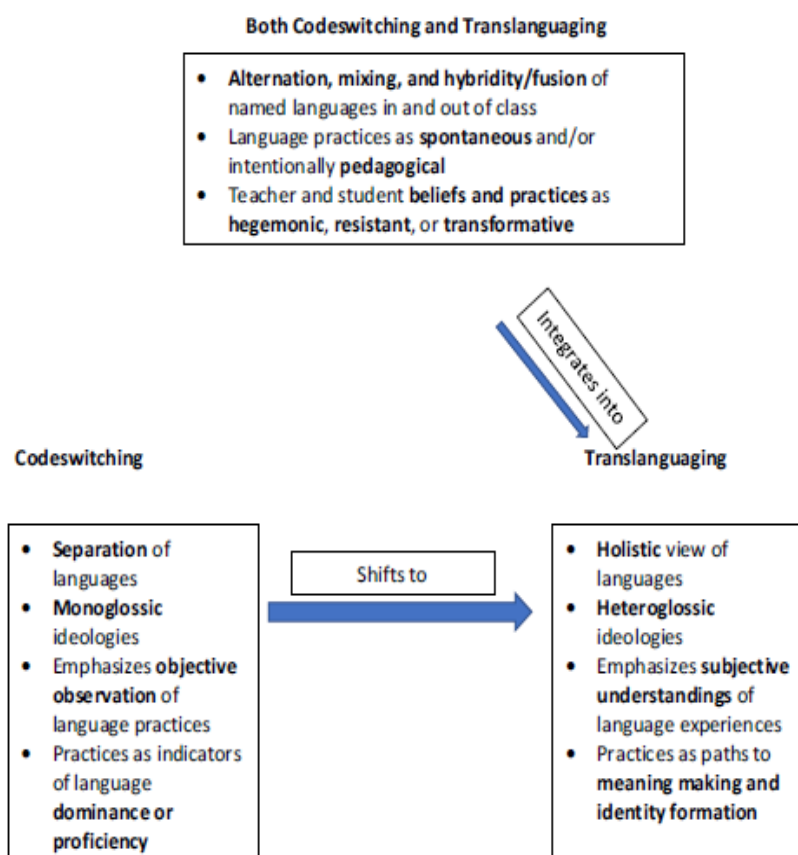 Both Codeswitching and Translanguaging
• Alternation, mixing, and hybridity/fusion of
named languages in and out of class
• Language practices as spontaneous and/or
intentionally pedagogical
• Teacher and student beliefs and practices as
hegemonic, resistant, or transformative
Integrates into
Codeswitching
Translanguaging
• Separation of
languages
• Monoglossic
ideologies
• Emphasizes objective
observation of
language practices
• Practices as indicators
of language
dominance or
proficiency
Shifts to
• Holistic view of
languages
• Heteroglossic
ideologies
• Emphasizes subjective
understandings of
language experiences
• Practices as paths to
meaning making and
identity formation